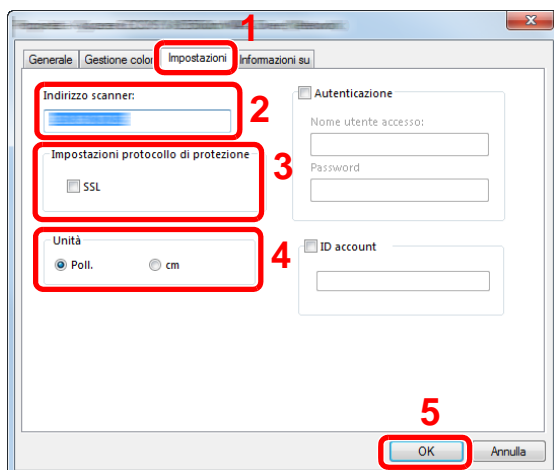 1
Generale Gestione color Impostazioni Informazioni su
Indirizzo scanner:
2
Impostazioni protocollo di protezione
SSL
3
Unità
Poll. cm
4
Autenticazione
Nome utente accesso:
Password
ID account
5
OK Annulla